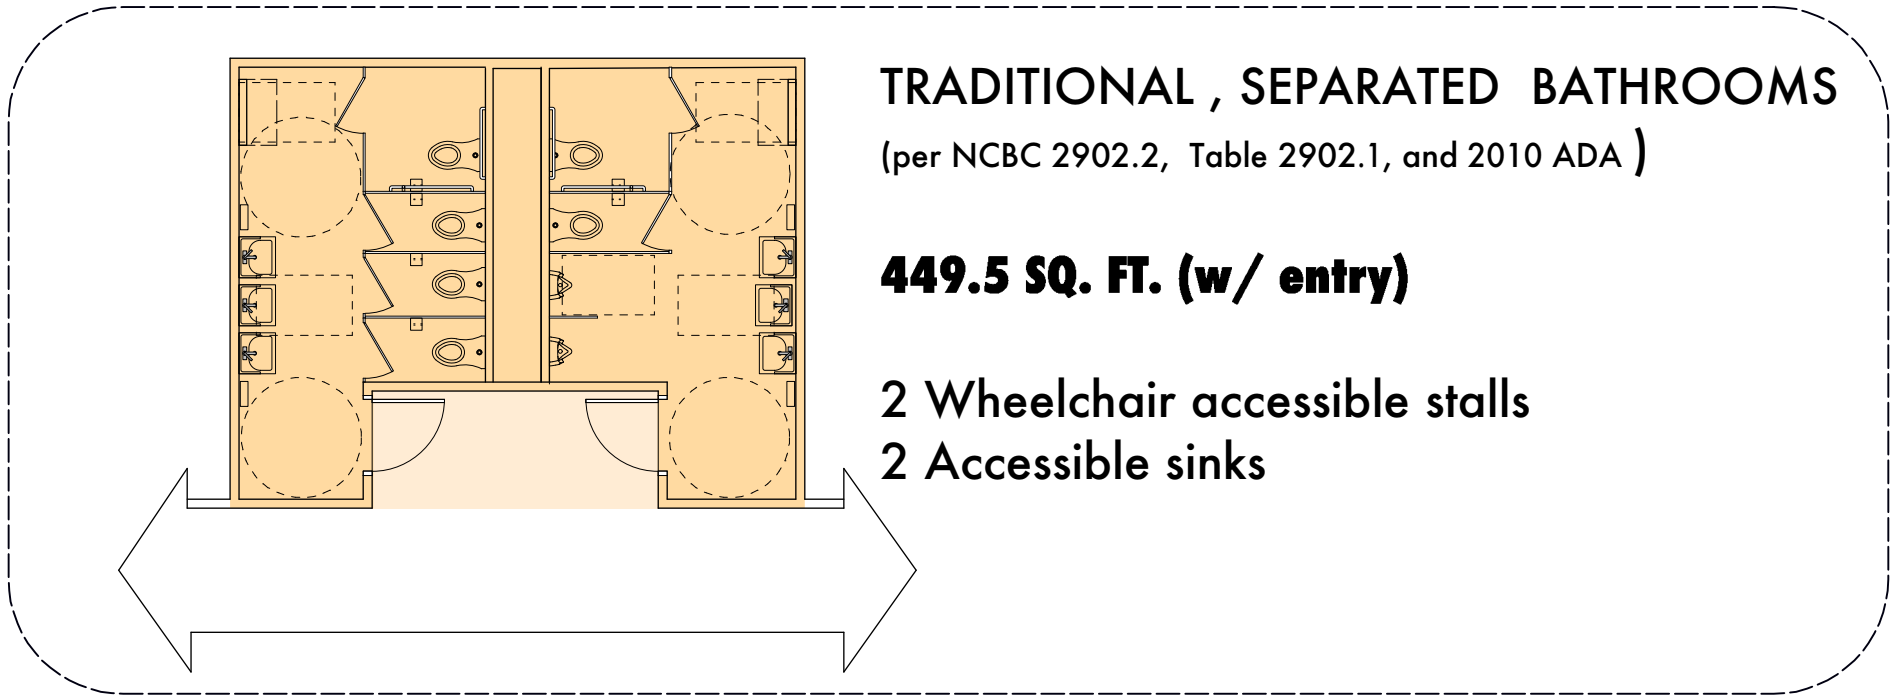 TRADITIONAL , SEPARATED BATHROOMS
(per NCBC 2902.2, Table 2902.1, and 2010 ADA )
449.5 SQ. FT. (w/ entry)
2 Wheelchair accessible stalls
2 Accessible sinks